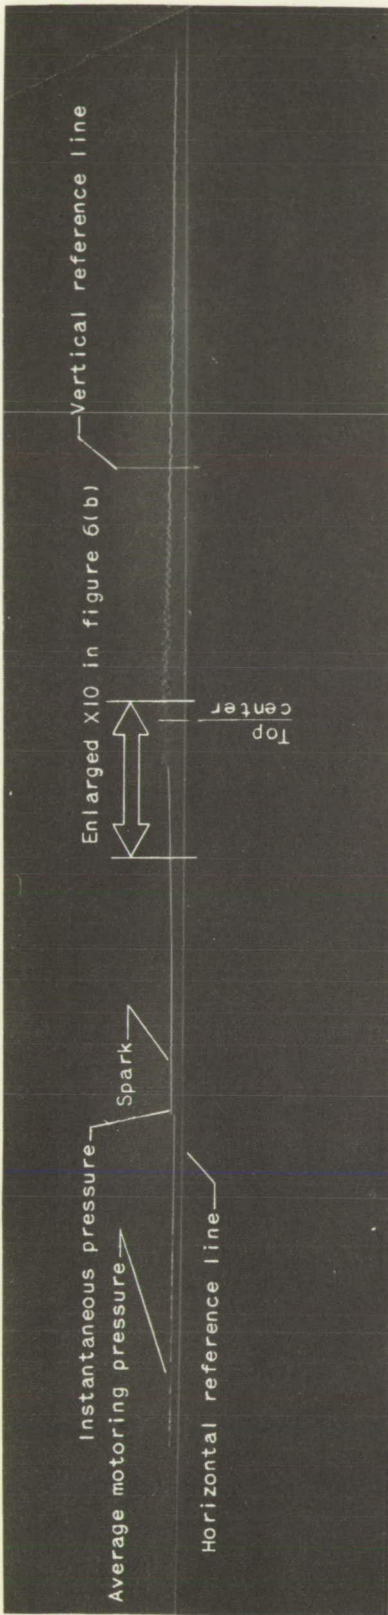 Instantaneous pressure
Average motoring pressure
Spark
Horizontal reference line
Enlarged X10 in figure 6(b)
Top
center
Vertical reference line